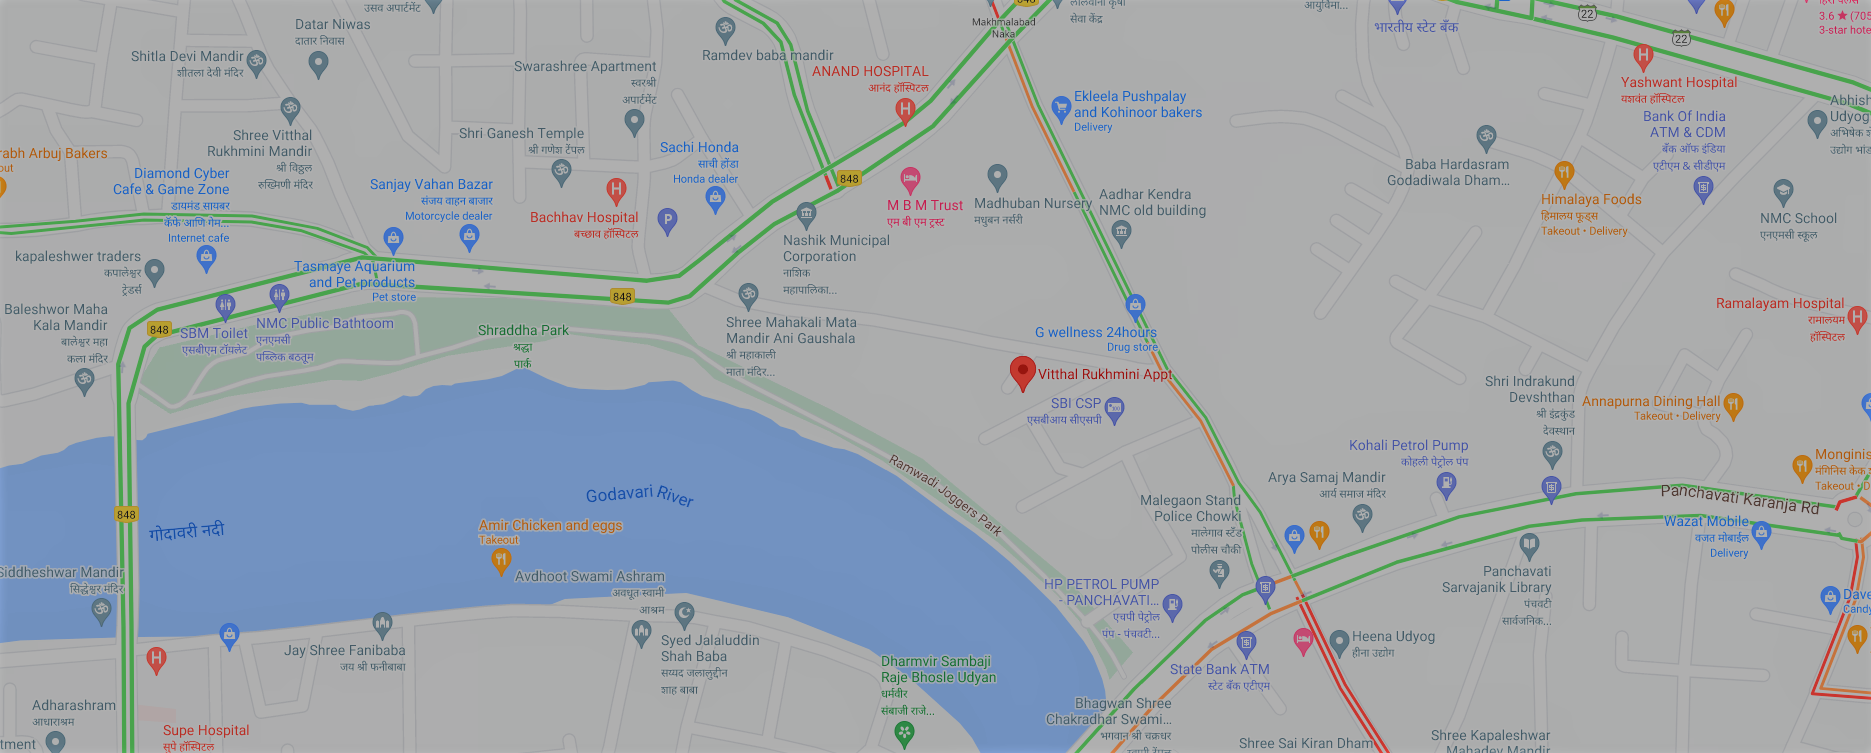 उसव अपार्टमेंट
Datar Niwas
दातार निवास
Shitla Devi Mandir
शीतला देवी मंदिर
Shree Vitthal
Rukhmini Mandir
श्री विठ्ठल
रुख्मिणी मंदिर
rabh Arbuj Bakers
out
Diamond Cyber
Cafe & Game Zone
डायमंड सायबर
कॅफे आणि गेम...
Internet cafe
kapaleshwer traders
कपालेश्वर
ट्रेडर्स
Baleshwor Maha
Kala Mandir
बालेश्वर महा
कला मंदिर
848
SBM Toilet
एसबीएम टॉयलेट
NMC Public Bathtoom
एनएमसी
पब्लिक बठतूम
Tasmaye Aquarium
and Pet products
Pet store
Sanjay Vahan Bazar
संजय वाहन बाजार
Motorcycle dealer
Swarashree Apartment
स्वरश्री
अपार्टमेंट
Shri Ganesh Temple
श्री गणेश टेंपल
Bachhav Hospital
बच्छाव हॉस्पिटल
P
Sachi Honda
साची होंडा
Honda dealer
Ramdev baba mandir
ANAND HOSPITAL
आनंद हॉस्पिटल
Makhmalabad
Naka
848
सेवा केंद्र
848
848
M B M Trust
एम बी एम ट्रस्ट
Madhuban Nursery
मधुबन नर्सरी
Nashik Municipal
Corporation
नाशिक
महापालिका...
Shree Mahakali Mata
Mandir Ani Gaushala
श्री महाकाली
माता मंदिर...
Shraddha Park
श्रद्धा
पार्क
Ekleela Pushpalay
and Kohinoor bakers
Delivery
Aadhar Kendra
NMC old building
G wellness 24hours
Drug store
Vitthal Rukhmini Appt
SBI CSP
एसबीआय सीएसपी
भारतीय स्टेट बॅंक
22
22
3.6 ★ (705
3-star hote
Yashwant Hospital
यशवंत हॉस्पिटल
Bank Of India
ATM & CDM
बॅंक ऑफ इंडिया
एटीएम & सीडीएम
Abhish
Udyog
अभिषेक
उद्योग भां
Baba Hardasram
Godadiwala Dham...
Himalaya Foods
हिमालय फूड्स
Takeout • Delivery
NMC School
एनएमसी स्कूल
Ramalayam Hospital
रामालयम
हॉस्पिटल
Shri Indrakund
Devshthan
श्री इंद्रकुंड
देवस्थान
Annapurna Dining Hall
Takeout • Delivery
Kohali Petrol Pump
कोहली पेट्रोल पंप
Monginis
मंगिनिस केक
Takeout • D
Arya Samaj Mandir
आर्य समाज मंदिर
Malegaon Stand
Police Chowki
मालेगाव स्टॅंड
पोलीस चौकी
Panchavati Karanja Rd
Wazat Mobile
वजत मोबाईल
Delivery
Panchavati
Sarvajanik Library
पंचवटी
सार्वजनिक...
Dave
Candy
HP PETROL PUMP
- PANCHAVATI...
एचपी पेट्रोल
पंप - पंचवटी...
State Bank ATM
स्टेट बॅंक एटीएम
Heena Udyog
हीना उद्योग
Bhagwan Shree
Chakradhar Swami...
भगवान श्री चक्रधर
Shree Sai Kiran Dham
Shree Kapaleshwar
Mahadev Mandir
Ramwadi Joggers Park
Godavari River
गोदावरी नदी
848
Amir Chicken and eggs
Takeout
Avdhoot Swami Ashram
अवधूत स्वामी
आश्रम
Siddheshwar Mandir
सिद्धेश्वर मंदिर
Jay Shree Fanibaba
जय श्री फनीबाबा
Syed Jalaluddin
Shah Baba
सय्यद जलालुद्दीन
शाह बाबा
Dharmvir Sambaji
Raje Bhosle Udyan
धर्मवीर
संबाजी राजे...
Adharashram
आधाराश्रम
tment
Supe Hospital
सुपे हॉस्पिटल